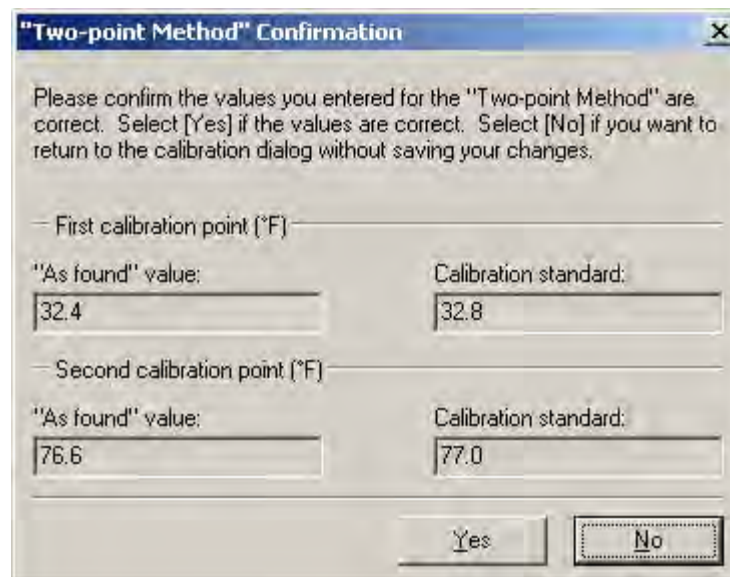 "Two-point Method" Confirmation
Please confirm the values you entered for the "Two-point Method" are
correct. Select [Yes] if the values are correct. Select [No] if you want to
return to the calibration dialog without saving your changes.
First calibration point (°F)
"As found" value: Calibration standard:
32.4 32.8
Second calibration point (°F)
"As found" value: Calibration standard:
76.6 77.0
Yes No